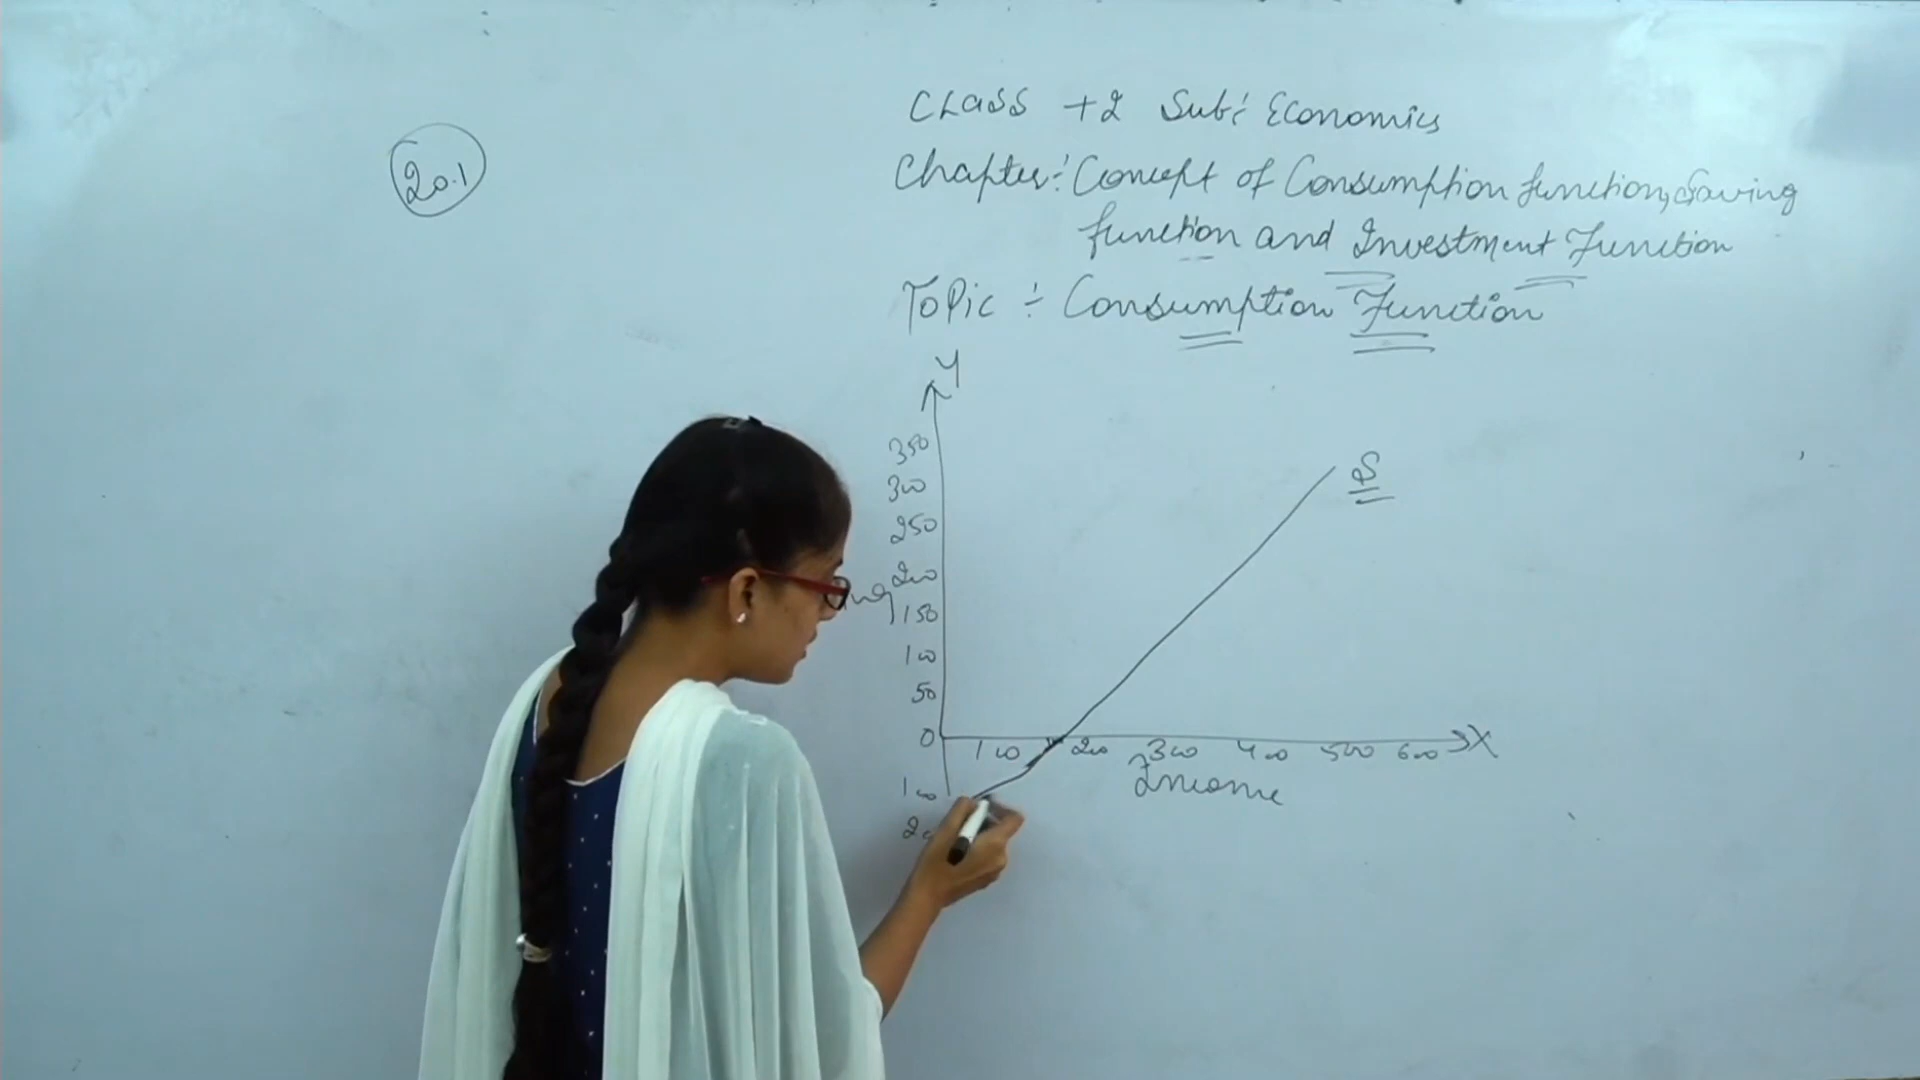 20.1
Class +2 Sub: Economics
Chapter:- Concept of Consumption function, Saving
function and Investment Function
Topic :- Consumption Function
Y
350
300
250
200
150
100
50
0
100
S
100 200 300 400 500 600 X
Income